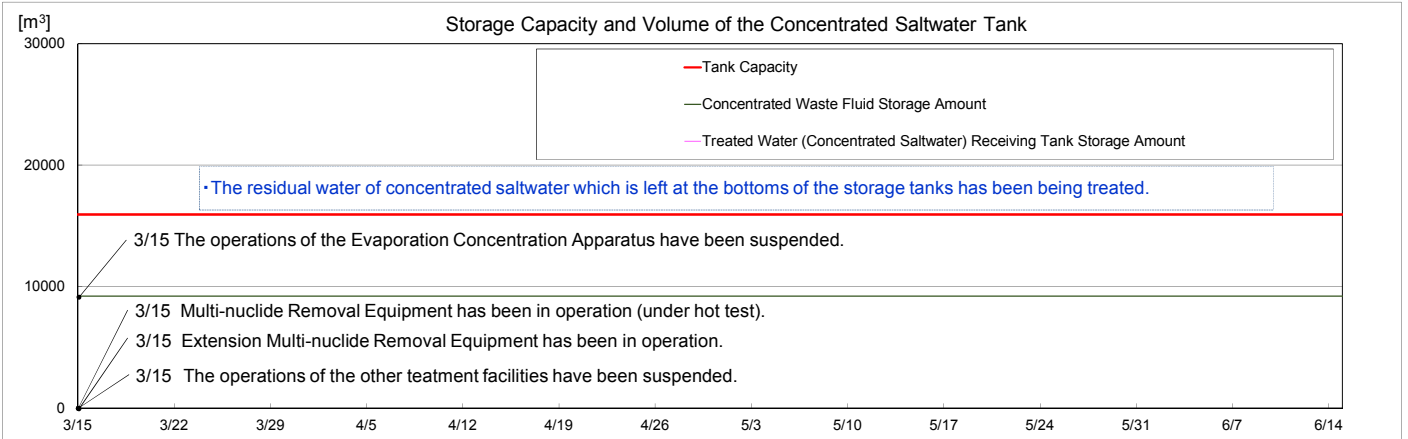 [m³]
Storage Capacity and Volume of the Concentrated Saltwater Tank
30000
Tank Capacity
Concentrated Waste Fluid Storage Amount
Treated Water (Concentrated Saltwater) Receiving Tank Storage Amount
20000
・The residual water of concentrated saltwater which is left at the bottoms of the storage tanks has been being treated.
3/15 The operations of the Evaporation Concentration Apparatus have been suspended.
10000
3/15 Multi-nuclide Removal Equipment has been in operation (under hot test).
3/15 Extension Multi-nuclide Removal Equipment has been in operation.
3/15 The operations of the other teatment facilities have been suspended.
0
3/15 3/22 3/29 4/5 4/12 4/19 4/26 5/3 5/10 5/17 5/24 5/31 6/7 6/14